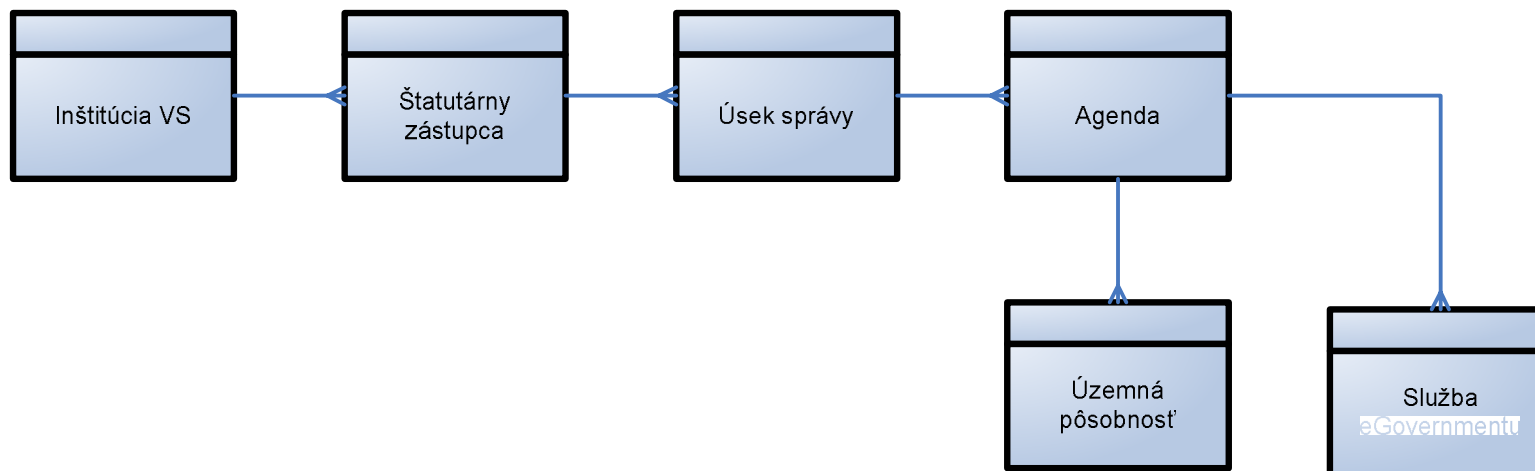 Inštitúcia VS
Štatutárny
zástupca
Úsek správy
Agenda
Územná
pôsobnosť
Služba
eGovernmentu